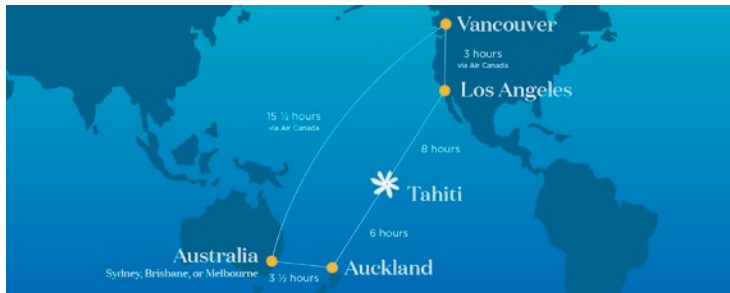 Vancouver
3 hours
via Air Canada
Los Angeles
15 ½ hours
via Air Canada
8 hours
Tahiti
6 hours
Australia
Sydney, Brisbane, or Melbourne
3 ½ hours
Auckland